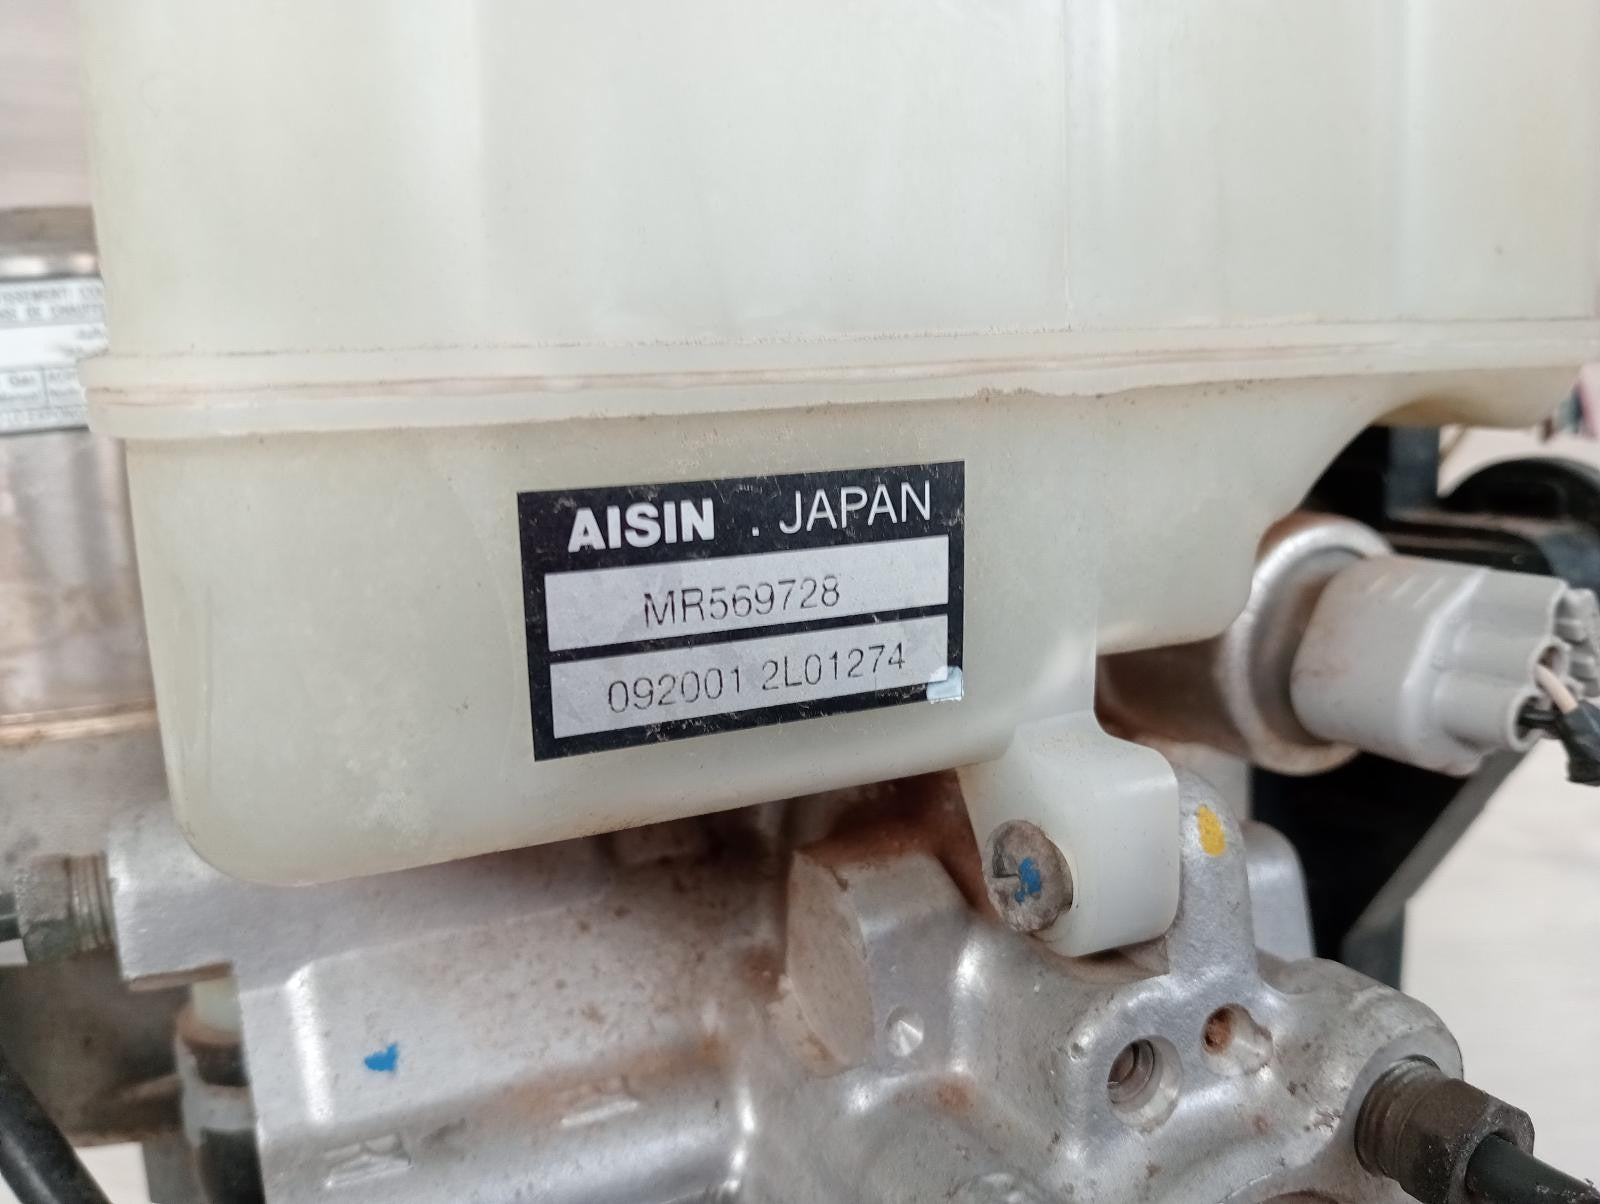 AISIN . JAPAN
MR569728
092001 2L01274